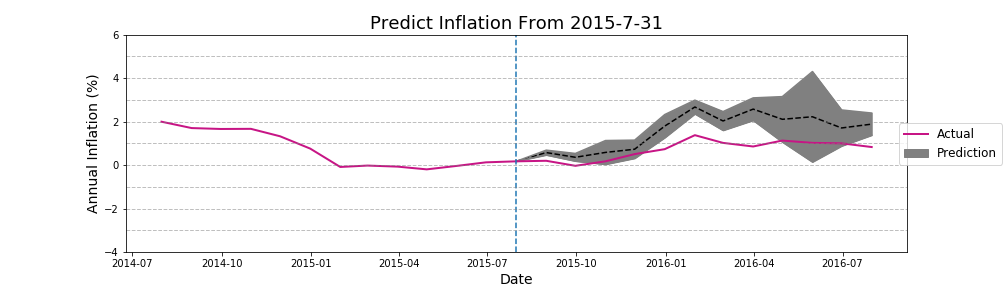 Predict Inflation From 2015-7-31
Annual Inflation (%)
6
4
2
0
−2
−4
2014-07 2014-10 2015-01 2015-04 2015-07 2015-10 2016-01 2016-04 2016-07
Date
Actual
Prediction